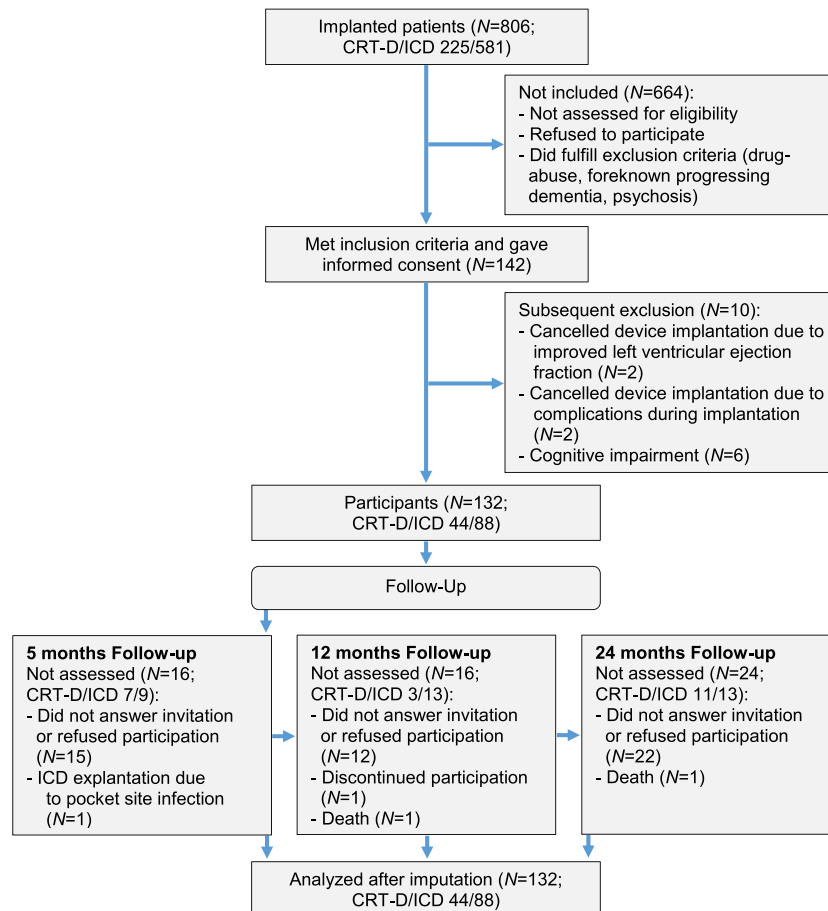 Implanted patients (N=806;
CRT-D/ICD 225/581)
Not included (N=664):
- Not assessed for eligibility
- Refused to participate
- Did fulfill exclusion criteria (drug-
abuse, foreknown progressing
dementia, psychosis)
Met inclusion criteria and gave
informed consent (N=142)
Subsequent exclusion (N=10):
- Cancelled device implantation due to
improved left ventricular ejection
fraction (N=2)
- Cancelled device implantation due to
complications during implantation
(N=2)
- Cognitive impairment (N=6)
Participants (N=132;
CRT-D/ICD 44/88)
Follow-Up
5 months Follow-up
Not assessed (N=16;
CRT-D/ICD 7/9):
- Did not answer invitation
or refused participation
(N=15)
- ICD explantation due
to pocket site infection
(N=1)
12 months Follow-up
Not assessed (N=16;
CRT-D/ICD 3/13):
- Did not answer invitation
or refused participation
(N=12)
- Discontinued participation
(N=1)
- Death (N=1)
24 months Follow-up
Not assessed (N=24;
CRT-D/ICD 11/13):
- Did not answer invitation
or refused participation
(N=22)
- Death (N=1)
Analyzed after imputation (N=132;
CRT-D/ICD 44/88)